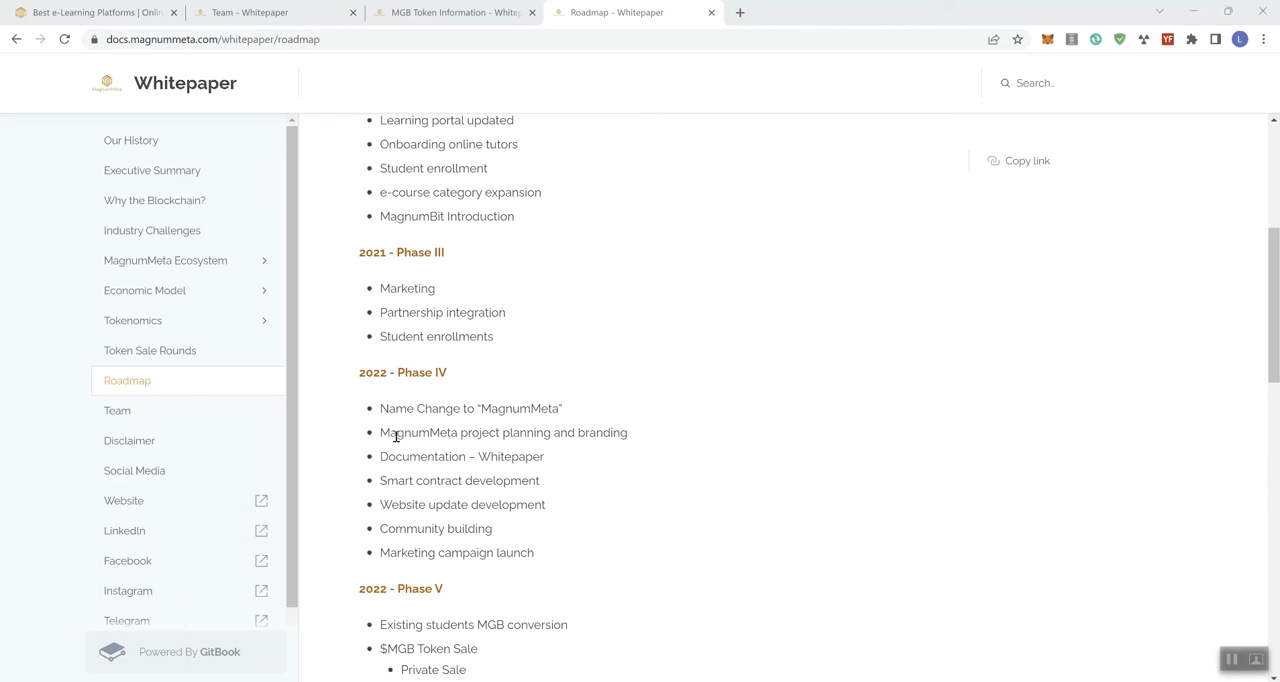 Best e-Learning Platforms | Onlin
Team - Whitepaper
MGB Token Information - Whitep
Roadmap - Whitepaper
docs.magnummeta.com/whitepaper/roadmap
YF
L
MagnumMeta
Whitepaper
Search...
Our History
Executive Summary
Why the Blockchain?
Industry Challenges
MagnumMeta Ecosystem
Economic Model
Tokenomics
Token Sale Rounds
Roadmap
Team
Disclaimer
Social Media
Website
LinkedIn
Facebook
Instagram
Telegram
Powered By GitBook
Learning portal updated
Onboarding online tutors
Student enrollment
e-course category expansion
MagnumBit Introduction
2021 - Phase III
Marketing
Partnership integration
Student enrollments
2022 - Phase IV
Name Change to “MagnumMeta”
MagnumMeta project planning and branding
Documentation – Whitepaper
Smart contract development
Website update development
Community building
Marketing campaign launch
2022 - Phase V
Existing students MGB conversion
$MGB Token Sale
Private Sale
Copy link